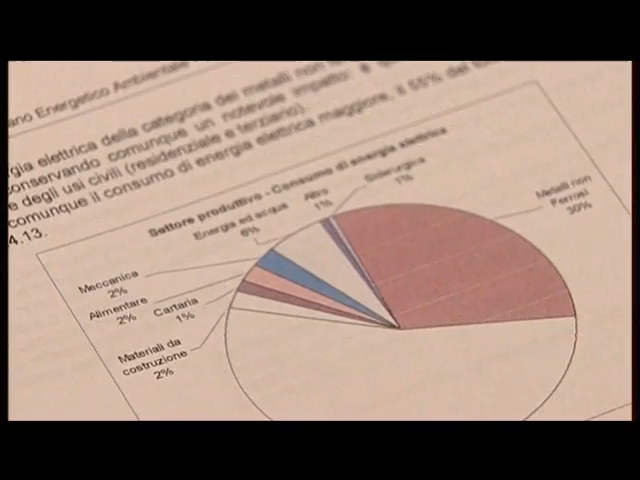 ano Energetico Ambientale
rgia elettrica della categoria dei metalli non
conservando comunque un notevole impatto: è
e degli usi civili (residenziale e terziario).
comunque il consumo di energia elettrica maggiore, il 55% del
4.13.
Settore produttivo - Consumo di energia elettrica
Siderurgica
1%
Altro
1%
Energia ed acqua
6%
Metalli non
Ferrosi
30%
Meccanica
2%
Alimentare
2%
Cartaria
1%
Materiali da
costruzione
2%